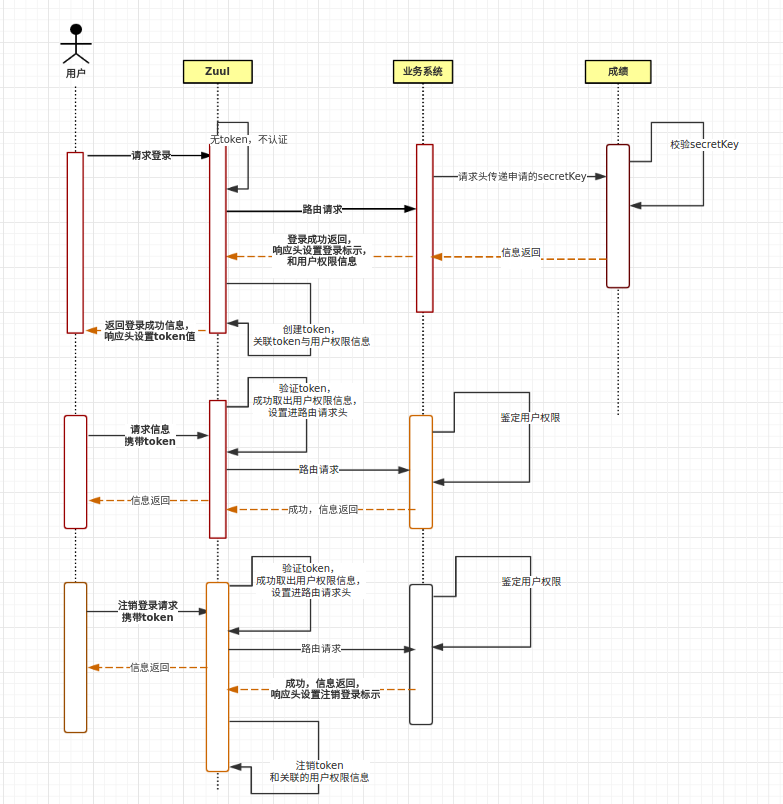 用户
Zuul
业务系统
成绩
无token，不认证
请求登录
校验secretKey
请求头传递申请的secretKey
路由请求
登录成功返回，
响应头设置登录标示，
和用户权限信息
信息返回
返回登录成功信息，
响应头设置token值
创建token，
关联token与用户权限信息
验证token，
成功取出用户权限信息，
设置进路由请求头
鉴定用户权限
请求信息
携带token
路由请求
信息返回
成功，信息返回
验证token，
成功取出用户权限信息，
设置进路由请求头
鉴定用户权限
注销登录请求
携带token
路由请求
信息返回
成功，信息返回，
响应头设置注销登录标示
注销token
和关联的用户权限信息